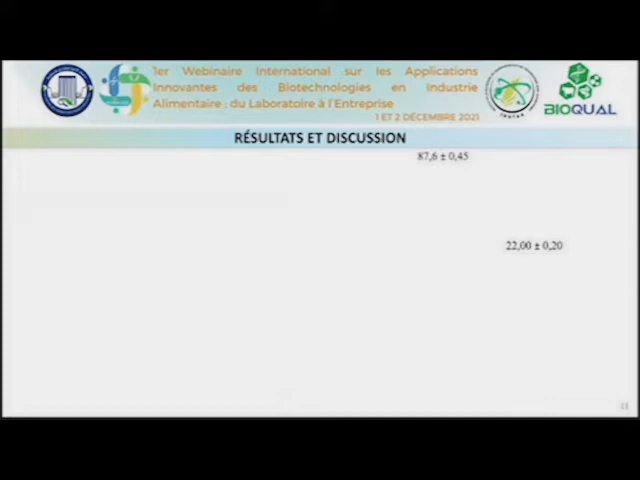 1er Webinaire International sur les Applications
Innovantes des Biotechnologies en Industrie
Alimentaire : du Laboratoire à l'Entreprise
1 ET 2 DÉCEMBRE 2021
BIOQUAL
RÉSULTATS ET DISCUSSION
87,6 ± 0,45
22,00 ± 0,20